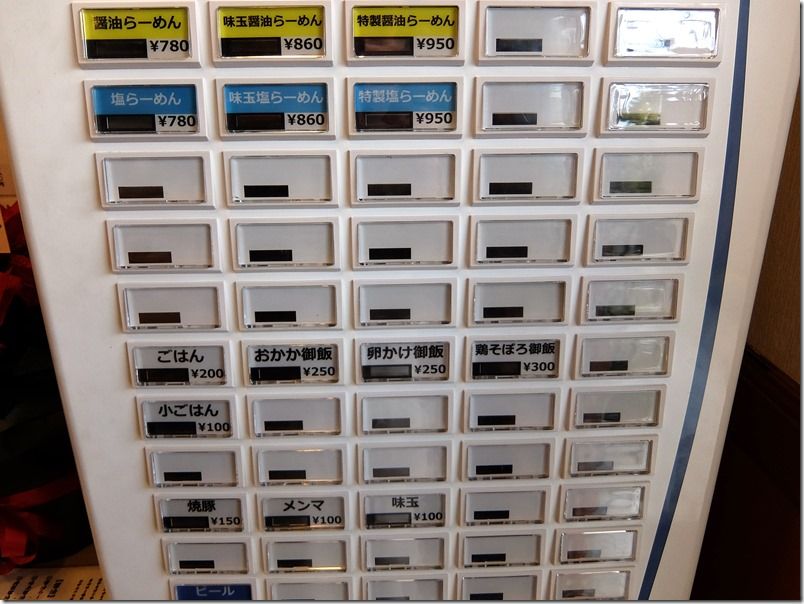 醤油らーめん ¥780
味玉醤油らーめん ¥860
特製醤油らーめん ¥950
塩らーめん ¥780
味玉塩らーめん ¥860
特製塩らーめん ¥950
ごはん ¥200
おかか御飯 ¥250
卵かけ御飯 ¥250
鶏そぼろ御飯 ¥300
小ごはん ¥100
焼豚 ¥150
メンマ ¥100
味玉 ¥100
ビール